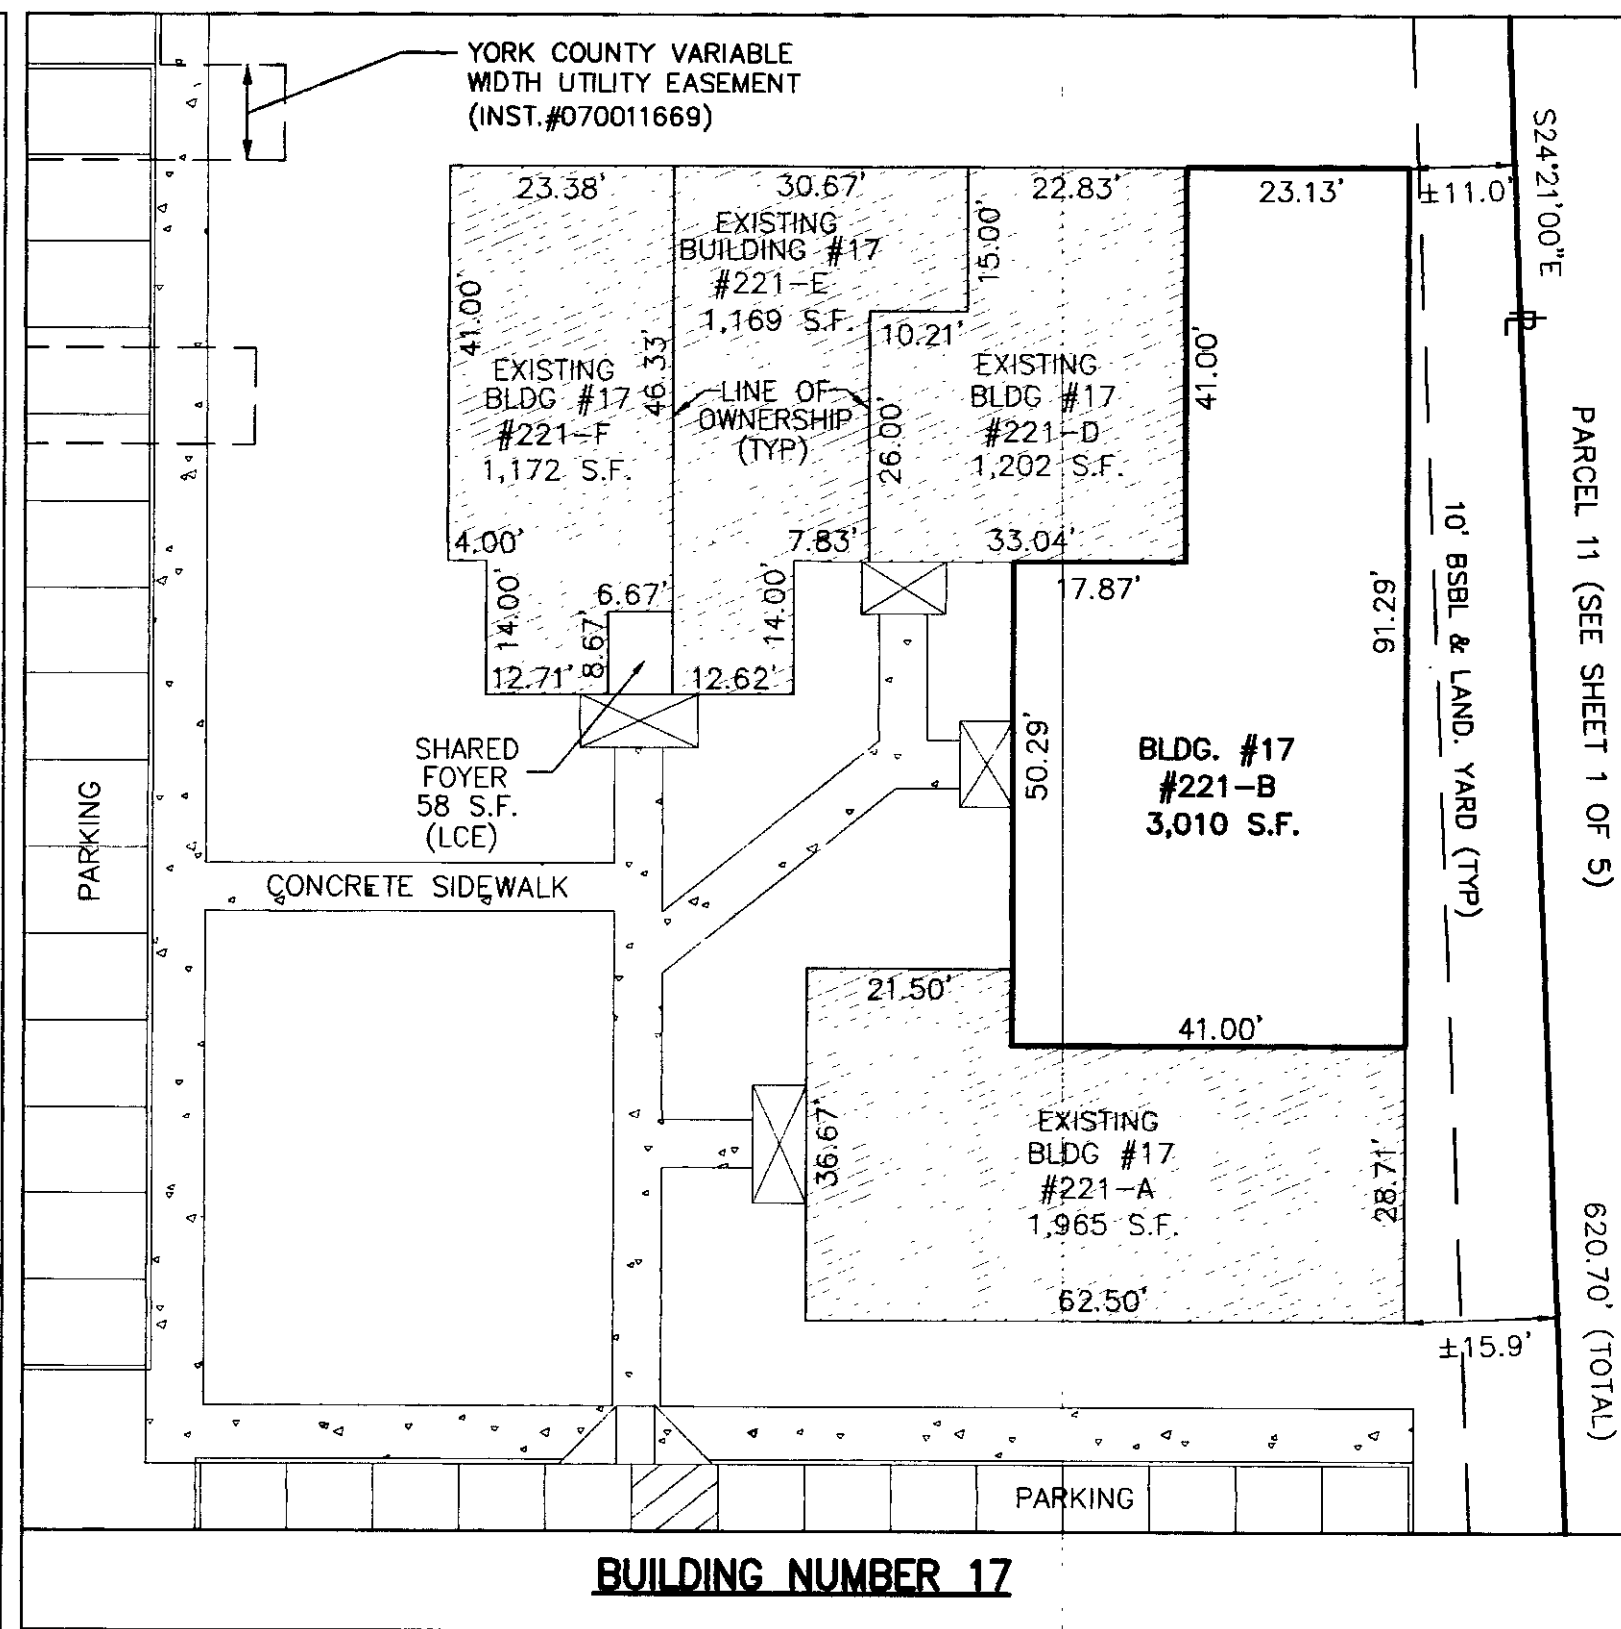 YORK COUNTY VARIABLE
WIDTH UTILITY EASEMENT
(INST.#070011669)
S24°21'00"E
23.38'
30.67'
22.83'
23.13'
±11.0'
EXISTING
BUILDING #17
#221-E
1,169 S.F.
15.00'
10.21'
41.00'
46.33'
EXISTING
BLDG #17
#221-F
1,172 S.F.
LINE OF
OWNERSHIP
(TYP)
26.00'
EXISTING
BLDG #17
#221-D
1,202 S.F.
41.00'
4.00'
7.83'
33.04'
17.87'
14.00'
6.67'
8.67'
14.00'
12.71'
12.62'
SHARED
FOYER
58 S.F.
(LCE)
50.29'
BLDG. #17
#221-B
3,010 S.F.
91.29'
10' BSBL & LAND. YARD (TYP)
PARCEL 11 (SEE SHEET 1 OF 5)
PARKING
CONCRETE SIDEWALK
21.50'
41.00'
36.67'
EXISTING
BLDG #17
#221-A
1,965 S.F.
28.71'
62.50'
±15.9'
620.70' (TOTAL)
PARKING
BUILDING NUMBER 17